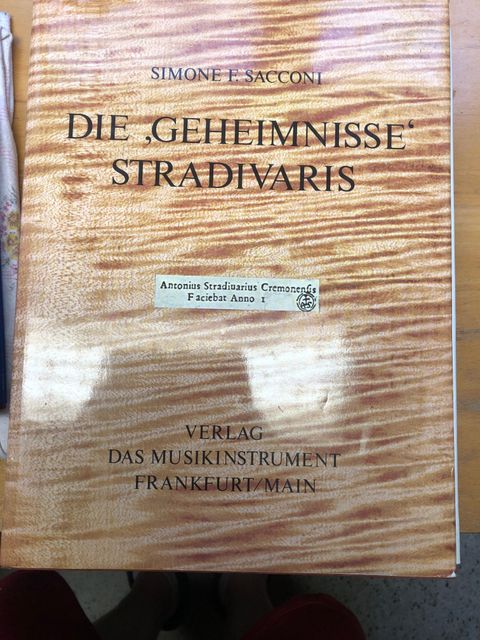 SIMONE F. SACCONI
DIE ‚GEHEIMNISSE‘
STRADIVARIS
Antonius Stradiuarius Cremonenſis
Faciebat Anno 1
VERLAG
DAS MUSIKINSTRUMENT
FRANKFURT/MAIN